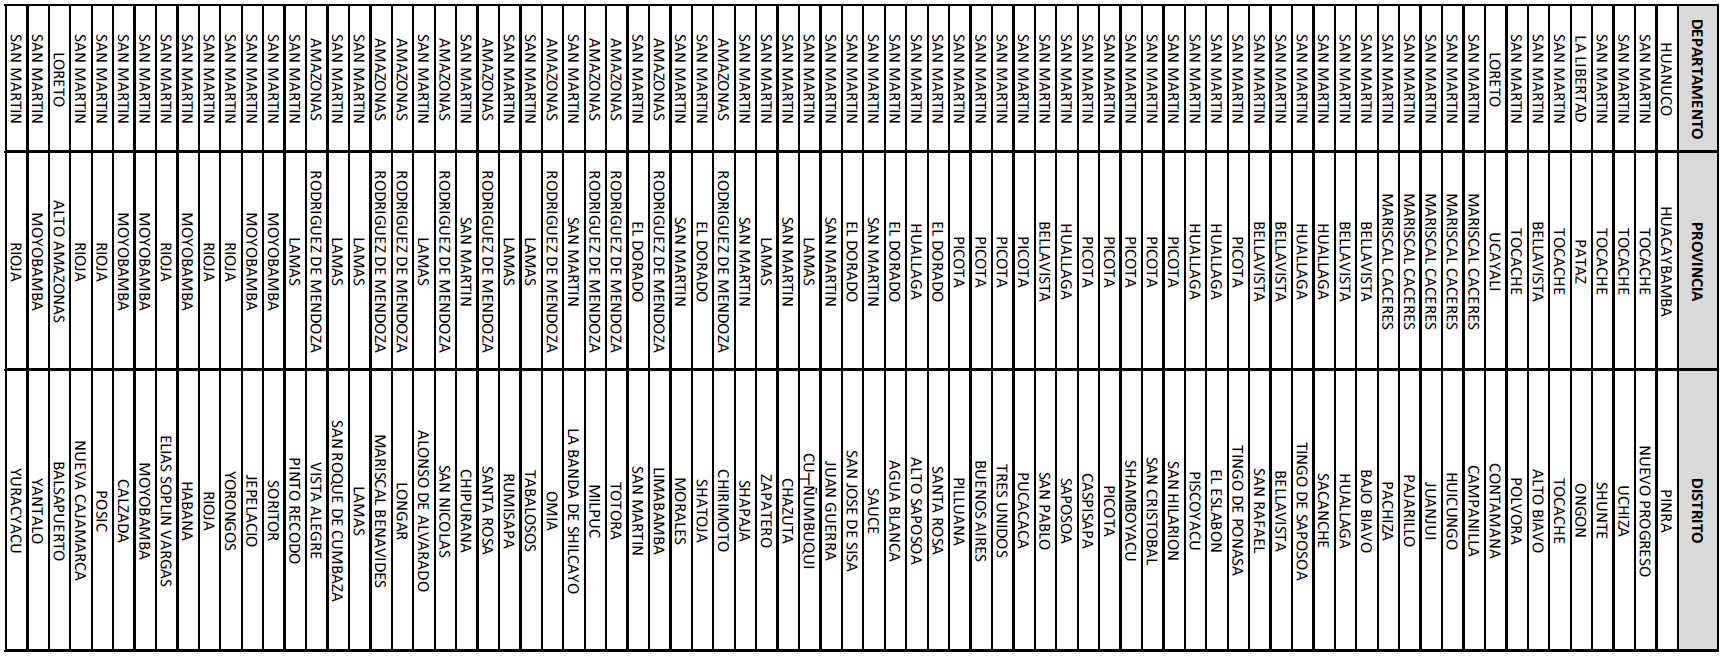 DEPARTAMENTO PROVINCIA DISTRITO
HUANUCO HUACAYBAMBA PINRA
SAN MARTIN TOCACHE NUEVO PROGRESO
SAN MARTIN TOCACHE UCHIZA
SAN MARTIN TOCACHE SHUNTE
LA LIBERTAD PATAZ ONGON
SAN MARTIN TOCACHE TOCACHE
SAN MARTIN BELLAVISTA ALTO BIAVO
SAN MARTIN TOCACHE POLVORA
LORETO UCAYALI CONTAMANA
SAN MARTIN MARISCAL CACERES CAMPANILLA
SAN MARTIN MARISCAL CACERES HUICUNGO
SAN MARTIN MARISCAL CACERES JUANJUI
SAN MARTIN MARISCAL CACERES PAJARILLO
SAN MARTIN MARISCAL CACERES PACHIZA
SAN MARTIN BELLAVISTA BAJO BIAVO
SAN MARTIN BELLAVISTA HUALLAGA
SAN MARTIN HUALLAGA SACANCHE
SAN MARTIN HUALLAGA TINGO DE SAPOSOA
SAN MARTIN BELLAVISTA BELLAVISTA
SAN MARTIN BELLAVISTA SAN RAFAEL
SAN MARTIN PICOTA TINGO DE PONASA
SAN MARTIN HUALLAGA EL ESLABON
SAN MARTIN HUALLAGA PISCOYACU
SAN MARTIN PICOTA SAN HILARION
SAN MARTIN PICOTA SAN CRISTOBAL
SAN MARTIN PICOTA SHAMBOYACU
SAN MARTIN PICOTA PICOTA
SAN MARTIN PICOTA CASPISAPA
SAN MARTIN HUALLAGA SAPOSOA
SAN MARTIN BELLAVISTA SAN PABLO
SAN MARTIN PICOTA PUCACACA
SAN MARTIN PICOTA TRES UNIDOS
SAN MARTIN PICOTA BUENOS AIRES
SAN MARTIN PICOTA PILLUANA
SAN MARTIN EL DORADO SANTA ROSA
SAN MARTIN HUALLAGA ALTO SAPOSOA
SAN MARTIN EL DORADO AGUA BLANCA
SAN MARTIN SAN MARTIN SAUCE
SAN MARTIN EL DORADO SAN JOSE DE SISA
SAN MARTIN SAN MARTIN JUAN GUERRA
SAN MARTIN LAMAS CU┬ÑUMBUQUI
SAN MARTIN SAN MARTIN CHAZUTA
SAN MARTIN LAMAS ZAPATERO
SAN MARTIN SAN MARTIN SHAPAJA
AMAZONAS RODRIGUEZ DE MENDOZA CHIRIMOTO
SAN MARTIN EL DORADO SHATOJA
SAN MARTIN SAN MARTIN MORALES
AMAZONAS RODRIGUEZ DE MENDOZA LIMABAMBA
SAN MARTIN EL DORADO SAN MARTIN
AMAZONAS RODRIGUEZ DE MENDOZA TOTORA
AMAZONAS RODRIGUEZ DE MENDOZA MILPUC
SAN MARTIN SAN MARTIN LA BANDA DE SHILCAYO
AMAZONAS RODRIGUEZ DE MENDOZA OMIA
SAN MARTIN LAMAS TABALOSOS
SAN MARTIN LAMAS RUMISAPA
AMAZONAS RODRIGUEZ DE MENDOZA SANTA ROSA
SAN MARTIN SAN MARTIN CHIPURANA
AMAZONAS RODRIGUEZ DE MENDOZA SAN NICOLAS
SAN MARTIN LAMAS ALONSO DE ALVARADO
AMAZONAS RODRIGUEZ DE MENDOZA LONGAR
AMAZONAS RODRIGUEZ DE MENDOZA MARISCAL BENAVIDES
SAN MARTIN LAMAS LAMAS
SAN MARTIN LAMAS SAN ROQUE DE CUMBAZA
AMAZONAS RODRIGUEZ DE MENDOZA VISTA ALEGRE
SAN MARTIN LAMAS PINTO RECODO
SAN MARTIN MOYOBAMBA SORITOR
SAN MARTIN MOYOBAMBA JEPELACIO
SAN MARTIN RIOJA YORONGOS
SAN MARTIN RIOJA RIOJA
SAN MARTIN MOYOBAMBA HABANA
SAN MARTIN RIOJA ELIAS SOPLIN VARGAS
SAN MARTIN MOYOBAMBA MOYOBAMBA
SAN MARTIN MOYOBAMBA CALZADA
SAN MARTIN RIOJA POSIC
SAN MARTIN RIOJA NUEVA CAJAMARCA
LORETO ALTO AMAZONAS BALSAPUERTO
SAN MARTIN MOYOBAMBA YANTALO
SAN MARTIN RIOJA YURACYACU